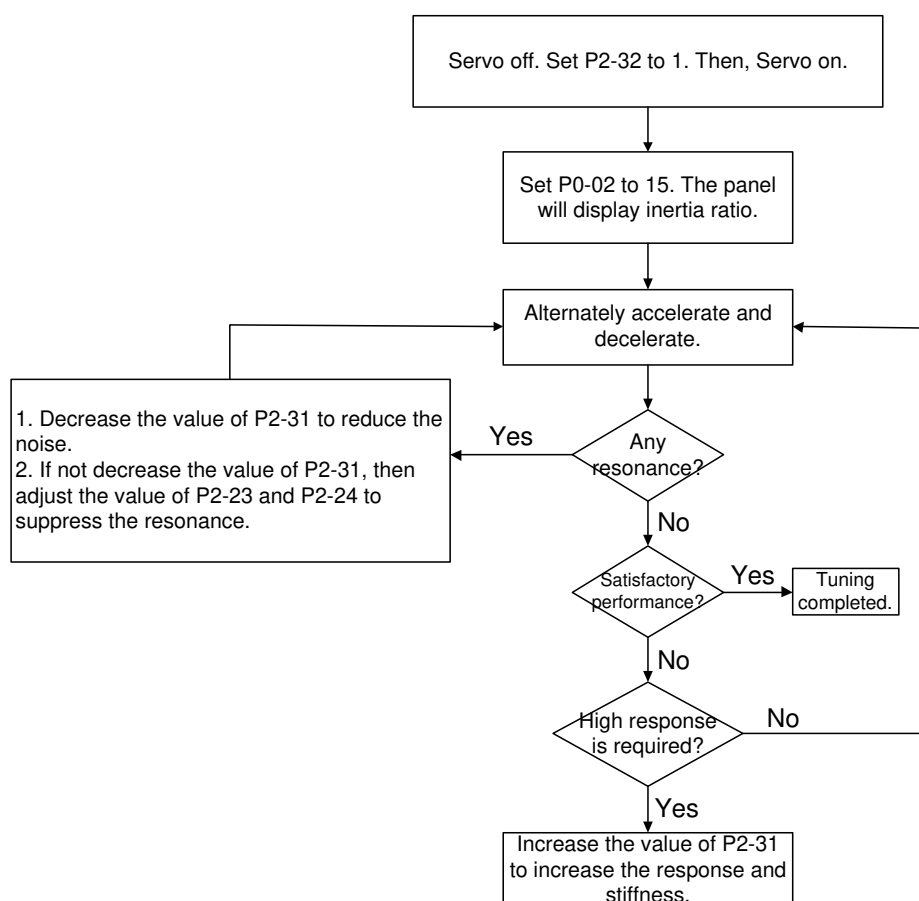 Servo off. Set P2-32 to 1. Then, Servo on.
Set P0-02 to 15. The panel
will display inertia ratio.
Alternately accelerate and
decelerate.
1. Decrease the value of P2-31 to reduce the
noise.
2. If not decrease the value of P2-31, then
adjust the value of P2-23 and P2-24 to
suppress the resonance.
Yes
Any
resonance?
No
Satisfactory
performance?
Yes
Tuning
completed.
No
High response
is required?
No
Yes
Increase the value of P2-31
to increase the response and
stiffness.